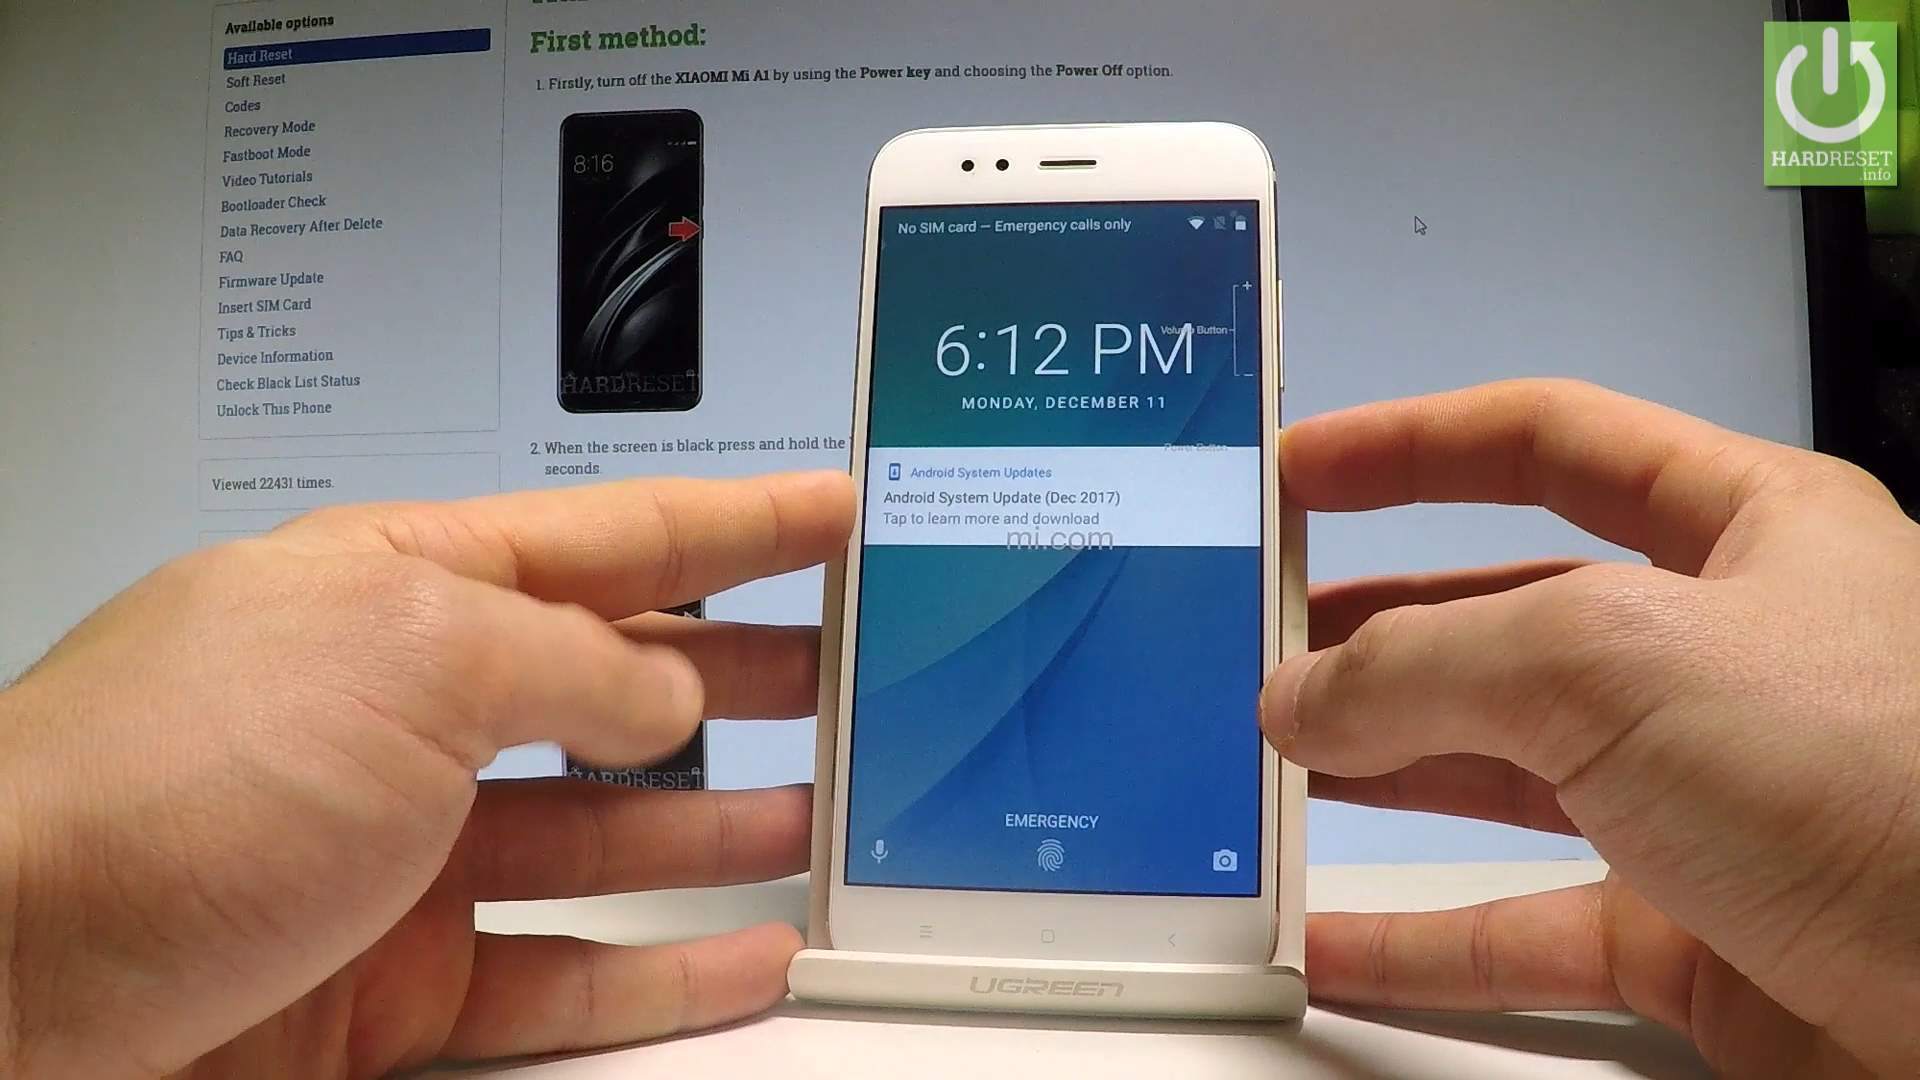 Available options
Hard Reset
Soft Reset
Codes
Recovery Mode
Fastboot Mode
Video Tutorials
Bootloader Check
Data Recovery After Delete
FAQ
Firmware Update
Insert SIM Card
Tips & Tricks
Device Information
Check Black List Status
Unlock This Phone
Viewed 22431 times.
First method:
1. Firstly, turn off the XIAOMI Mi A1 by using the Power key and choosing the Power Off option.
8:16
HARDRESET
2. When the screen is black press and hold the
seconds.
HARDRESET
No SIM card — Emergency calls only
+
Volume Button
6:12 PM
MONDAY, DECEMBER 11
Power Button
Android System Updates
Android System Update (Dec 2017)
Tap to learn more and download
mi.com
EMERGENCY
UGREEN
HARDRESET
.info